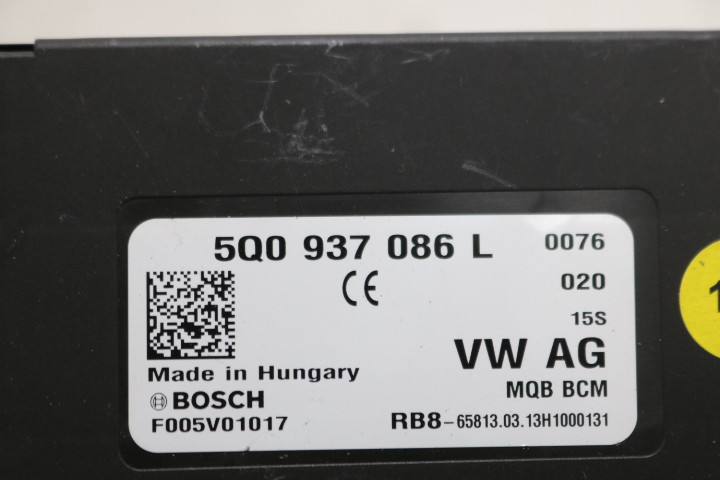 5Q0 937 086 L 0076
CE 020
15S
VW AG
Made in Hungary
MQB BCM
BOSCH
F005V01017
RB8-65813.03.13H1000131